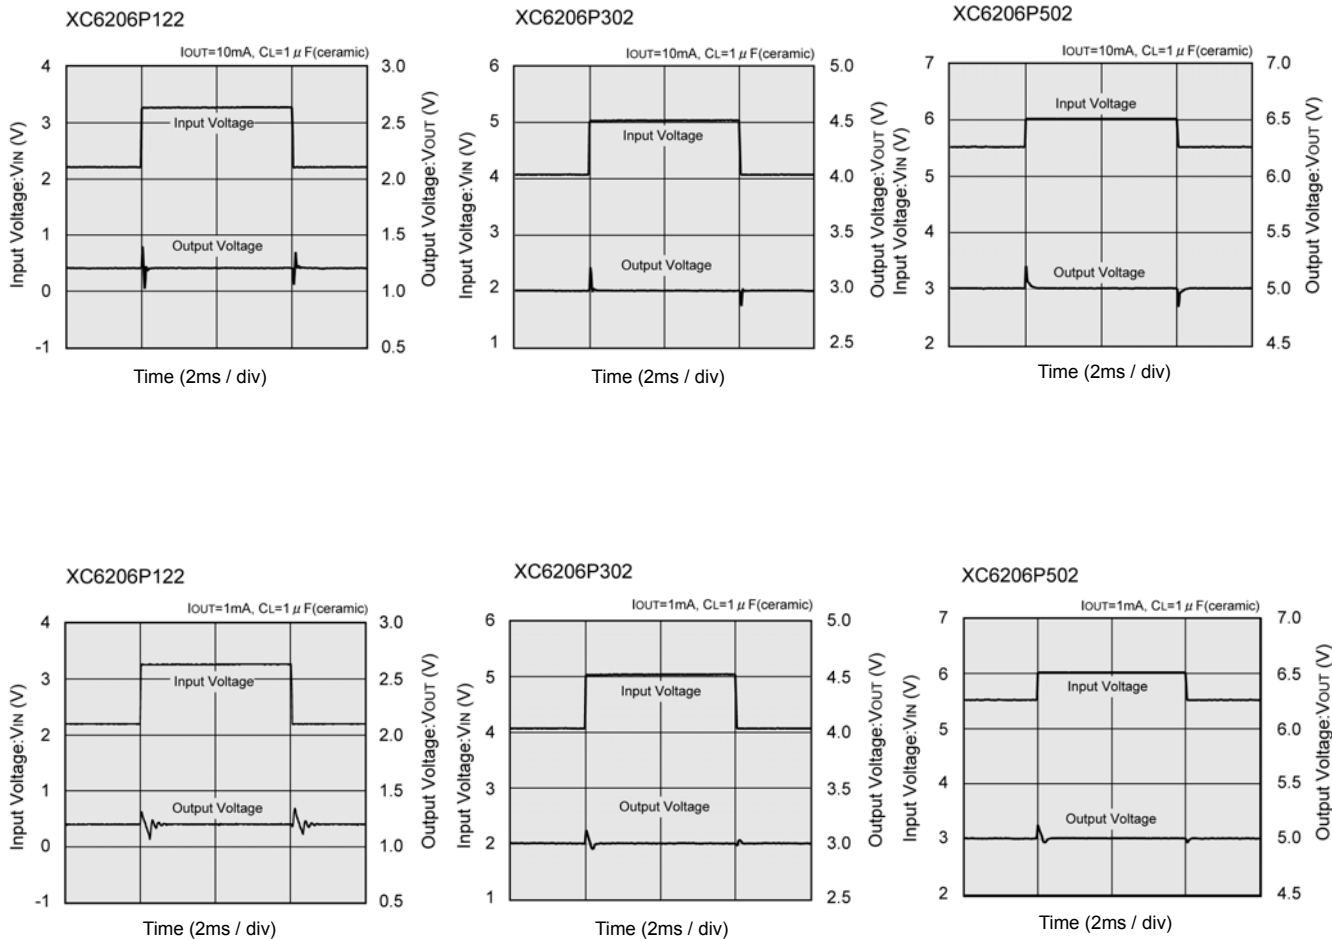 XC6206P122
IOUT=10mA, CL=1 μ F(ceramic)
Input Voltage:VIN (V)
4
3
2
1
0
-1
Input Voltage
Output Voltage
3.0
2.5
2.0
1.5
1.0
0.5
Output Voltage:VOUT (V)
Time (2ms / div)
XC6206P302
IOUT=10mA, CL=1 μ F(ceramic)
Input Voltage:VIN (V)
6
5
4
3
2
1
Input Voltage
Output Voltage
5.0
4.5
4.0
3.5
3.0
2.5
Output Voltage:VOUT (V)
Time (2ms / div)
XC6206P502
IOUT=10mA, CL=1 μ F(ceramic)
Input Voltage:VIN (V)
7
6
5
4
3
2
Input Voltage
Output Voltage
7.0
6.5
6.0
5.5
5.0
4.5
Output Voltage:VOUT (V)
Time (2ms / div)
XC6206P122
IOUT=1mA, CL=1 μ F(ceramic)
Input Voltage:VIN (V)
4
3
2
1
0
-1
Input Voltage
Output Voltage
3.0
2.5
2.0
1.5
1.0
0.5
Output Voltage:VOUT (V)
Time (2ms / div)
XC6206P302
IOUT=1mA, CL=1 μ F(ceramic)
Input Voltage:VIN (V)
6
5
4
3
2
1
Input Voltage
Output Voltage
5.0
4.5
4.0
3.5
3.0
2.5
Output Voltage:VOUT (V)
Time (2ms / div)
XC6206P502
IOUT=1mA, CL=1 μ F(ceramic)
Input Voltage:VIN (V)
7
6
5
4
3
2
Input Voltage
Output Voltage
7.0
6.5
6.0
5.5
5.0
4.5
Output Voltage:VOUT (V)
Time (2ms / div)